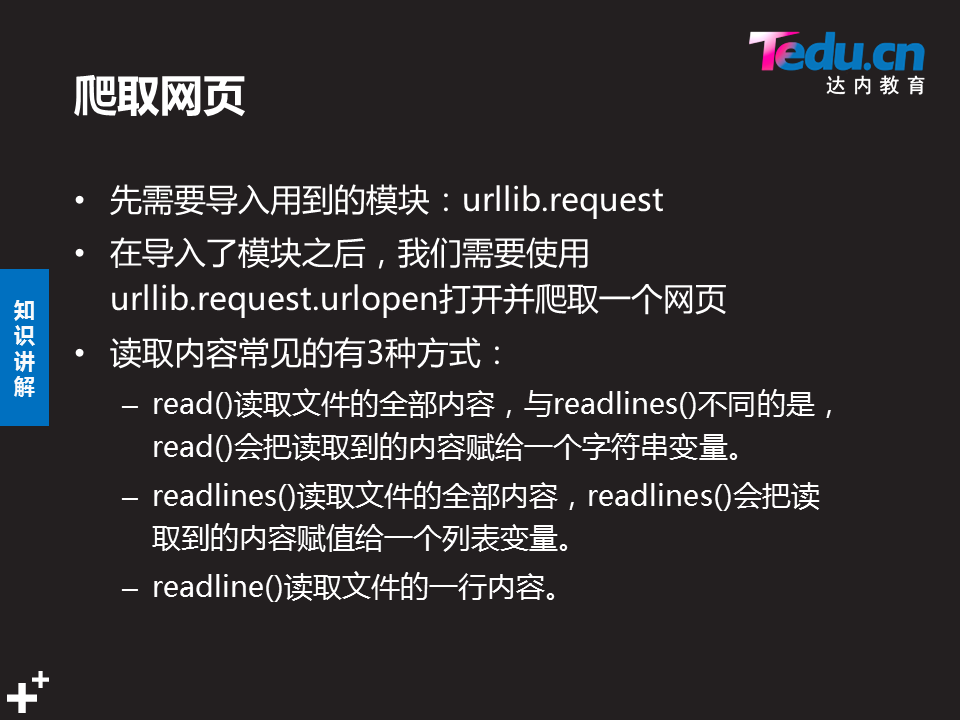 Tedu.cn
达内教育
爬取网页
• 先需要导入用到的模块：urllib.request
• 在导入了模块之后，我们需要使用
urllib.request.urlopen打开并爬取一个网页
• 读取内容常见的有3种方式：
– read()读取文件的全部内容，与readlines()不同的是，
read()会把读取到的内容赋给一个字符串变量。
– readlines()读取文件的全部内容，readlines()会把读
取到的内容赋值给一个列表变量。
– readline()读取文件的一行内容。
知
识
讲
解